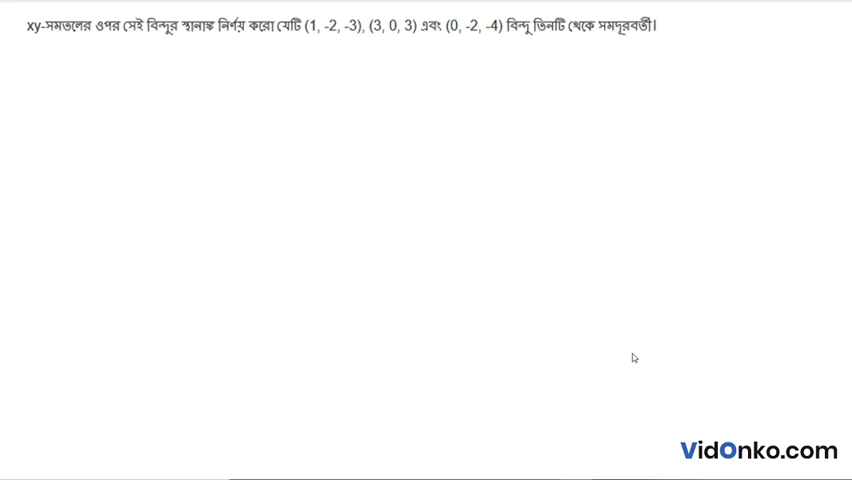 xy-সমতলের ওপর সেই বিন্দুর স্থানাঙ্ক নির্ণয় করো যেটি (1, -2, -3), (3, 0, 3) এবং (0, -2, -4) বিন্দু তিনটি থেকে সমদূরবর্তী।
VidOnko.com